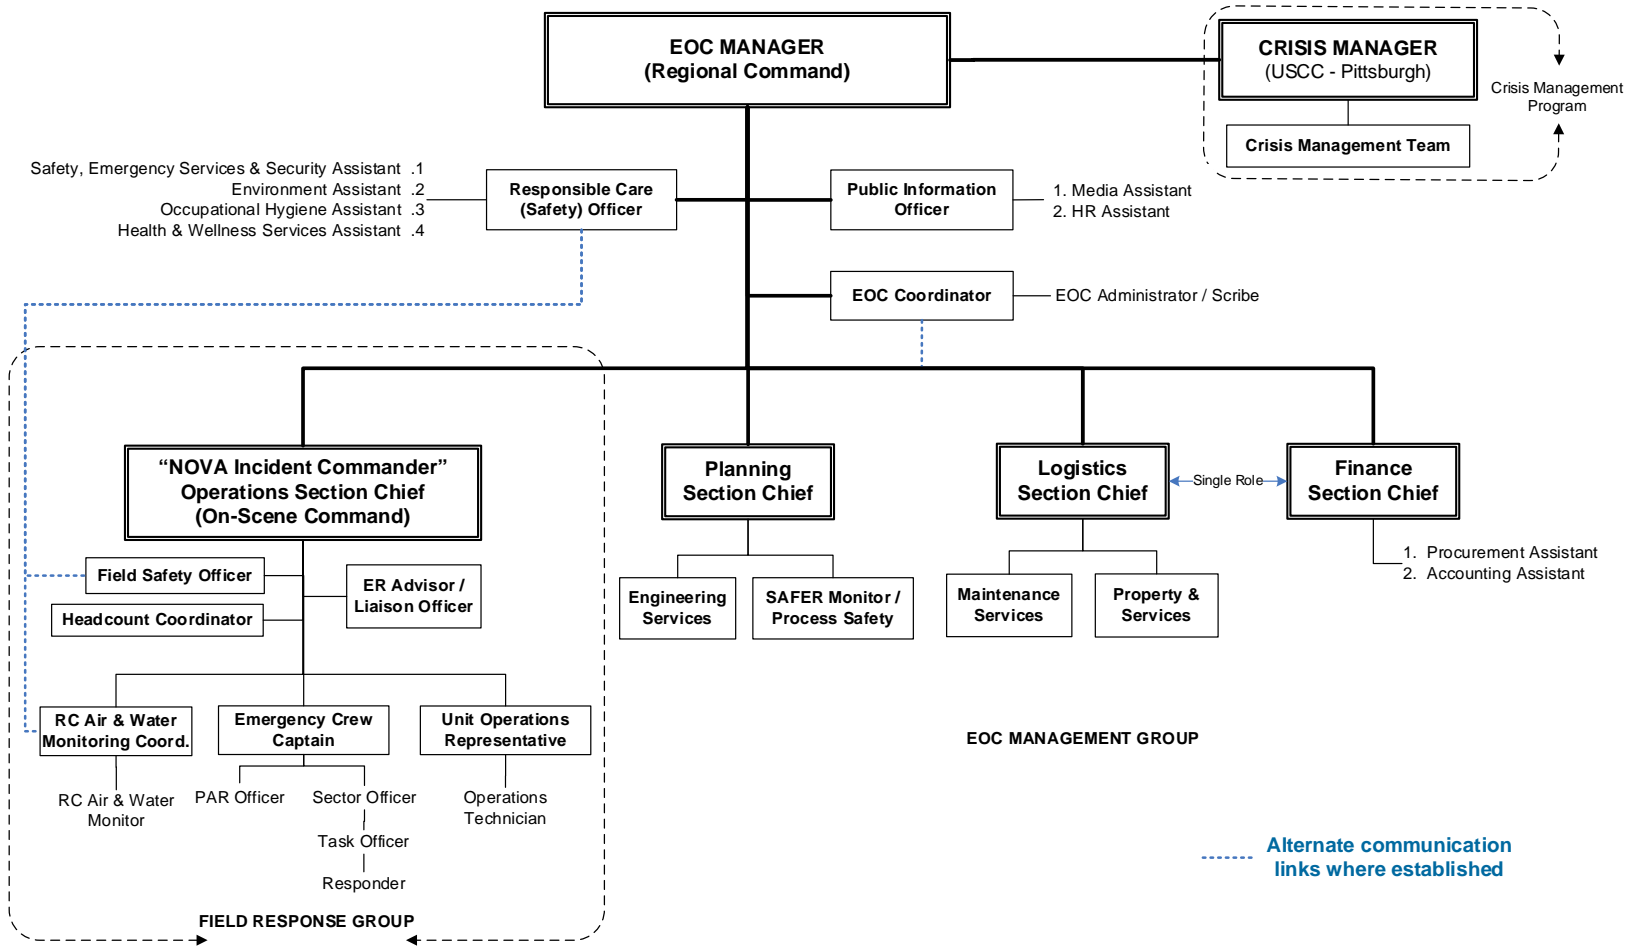 EOC MANAGER
(Regional Command)
CRISIS MANAGER
(USCC - Pittsburgh)
Crisis Management
Program
Crisis Management Team
Safety, Emergency Services & Security Assistant .1
Environment Assistant .2
Occupational Hygiene Assistant .3
Health & Wellness Services Assistant .4
Responsible Care
(Safety) Officer
Public Information
Officer
1. Media Assistant
2. HR Assistant
EOC Coordinator
EOC Administrator / Scribe
“NOVA Incident Commander”
Operations Section Chief
(On-Scene Command)
Planning
Section Chief
Logistics
Section Chief
Single Role
Finance
Section Chief
Field Safety Officer
Headcount Coordinator
ER Advisor /
Liaison Officer
Engineering
Services
SAFER Monitor /
Process Safety
Maintenance
Services
Property &
Services
1. Procurement Assistant
2. Accounting Assistant
RC Air & Water
Monitoring Coord.
Emergency Crew
Captain
Unit Operations
Representative
RC Air & Water
Monitor
PAR Officer
Sector Officer
Task Officer
Responder
Operations
Technician
EOC MANAGEMENT GROUP
Alternate communication
links where established
FIELD RESPONSE GROUP